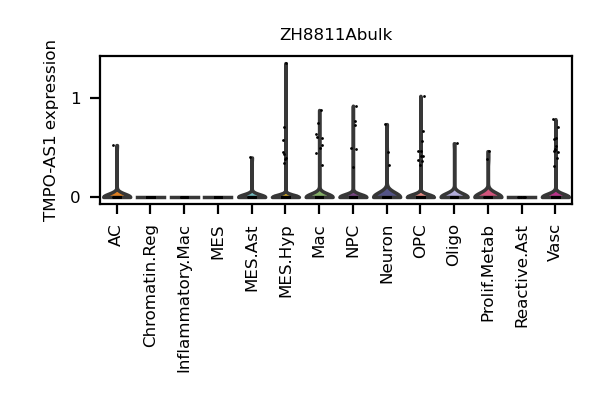 ZH8811Abulk
TMPO-AS1 expression
1
0
AC
Chromatin.Reg
Inflammatory.Mac
MES
MES.Ast
MES.Hyp
Mac
NPC
Neuron
OPC
Oligo
Prolif.Metab
Reactive.Ast
Vasc